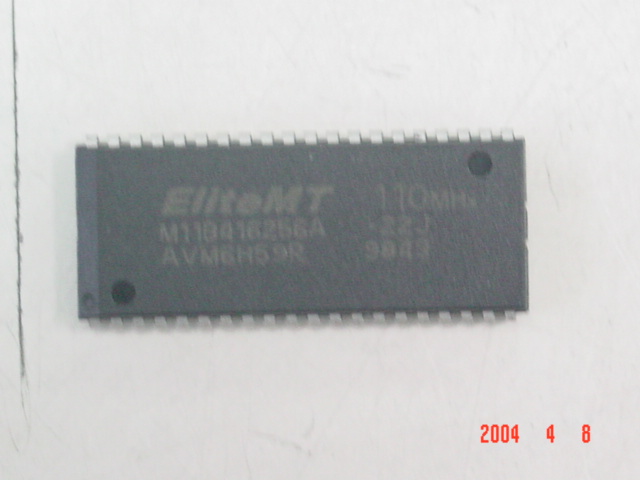 EliteMT 110MHz
M11B416256A -22J
AVM6H59R 9843
2004 4 8